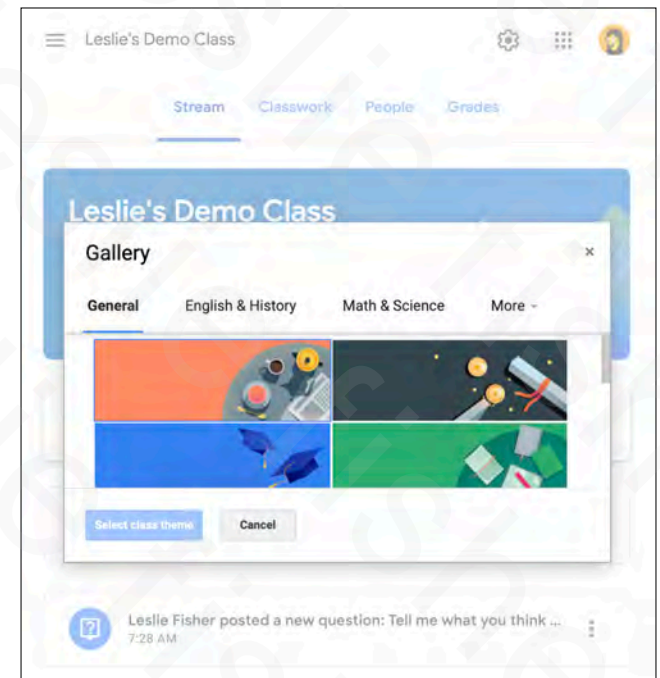 Leslie's Demo Class
Stream Classwork People Grades
Leslie's Demo Class
Gallery
×
General English & History Math & Science More
Select class theme Cancel
Leslie Fisher posted a new question: Tell me what you think ...
7:28 AM